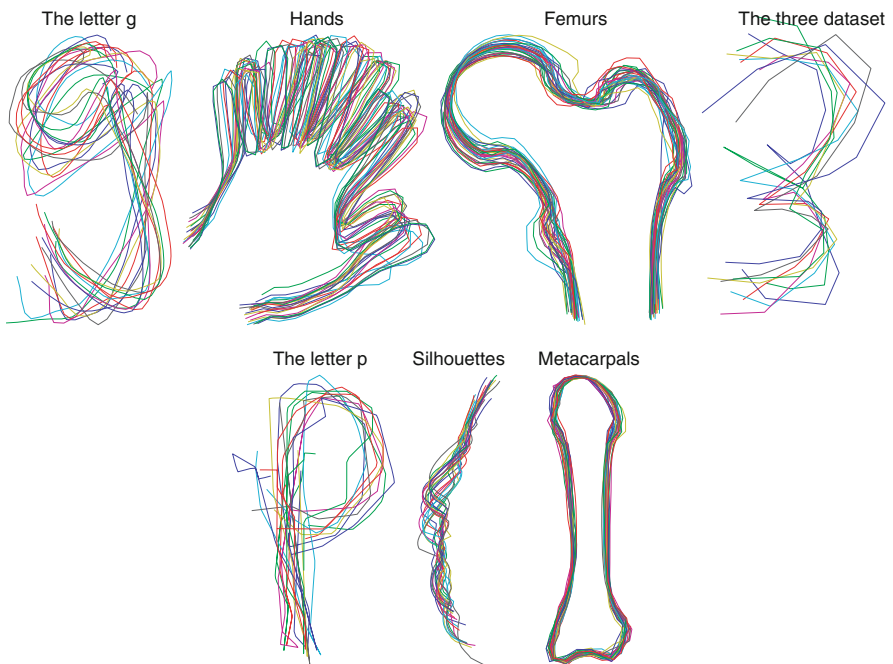 The letter g
Hands
Femurs
The three dataset
The letter p
Silhouettes
Metacarpals